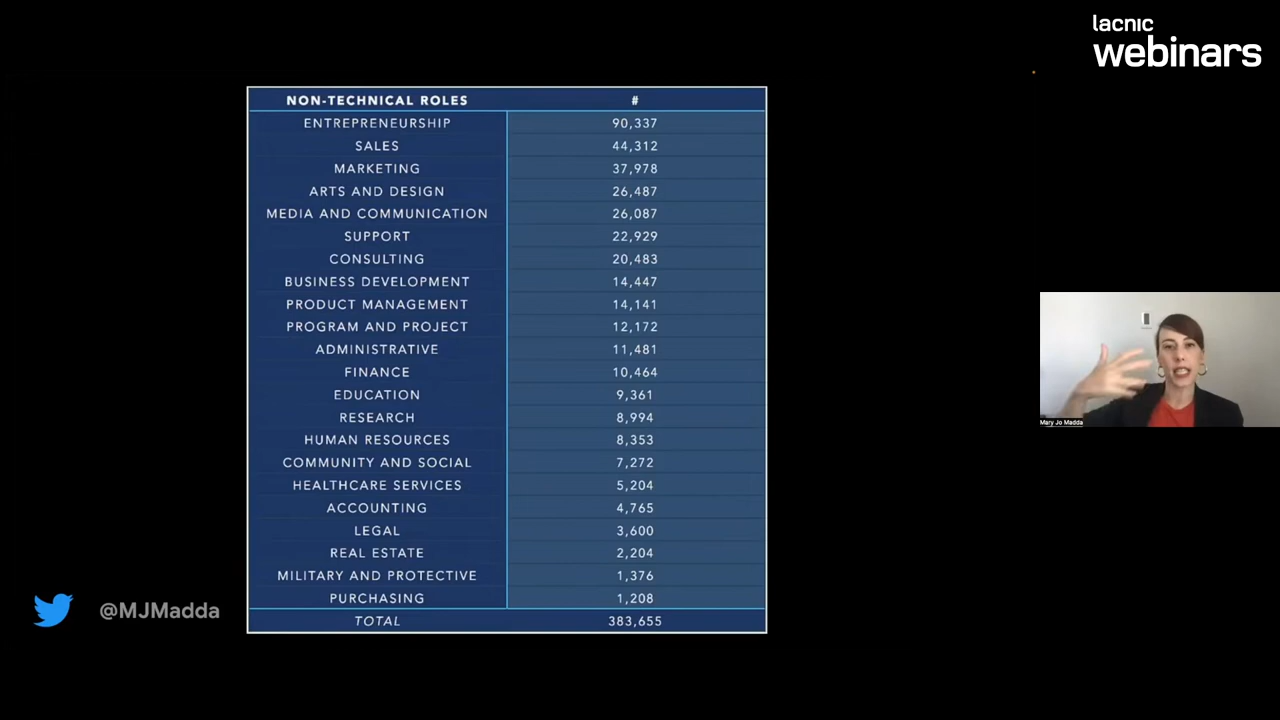 lacnic
webinars
NON-TECHNICAL ROLES #
ENTREPRENEURSHIP 90,337
SALES 44,312
MARKETING 37,978
ARTS AND DESIGN 26,487
MEDIA AND COMMUNICATION 26,087
SUPPORT 22,929
CONSULTING 20,483
BUSINESS DEVELOPMENT 14,447
PRODUCT MANAGEMENT 14,141
PROGRAM AND PROJECT 12,172
ADMINISTRATIVE 11,481
FINANCE 10,464
EDUCATION 9,361
RESEARCH 8,994
HUMAN RESOURCES 8,353
COMMUNITY AND SOCIAL 7,272
HEALTHCARE SERVICES 5,204
ACCOUNTING 4,765
LEGAL 3,600
REAL ESTATE 2,204
MILITARY AND PROTECTIVE 1,376
PURCHASING 1,208
TOTAL 383,655
Mary Jo Madda
@MJMadda